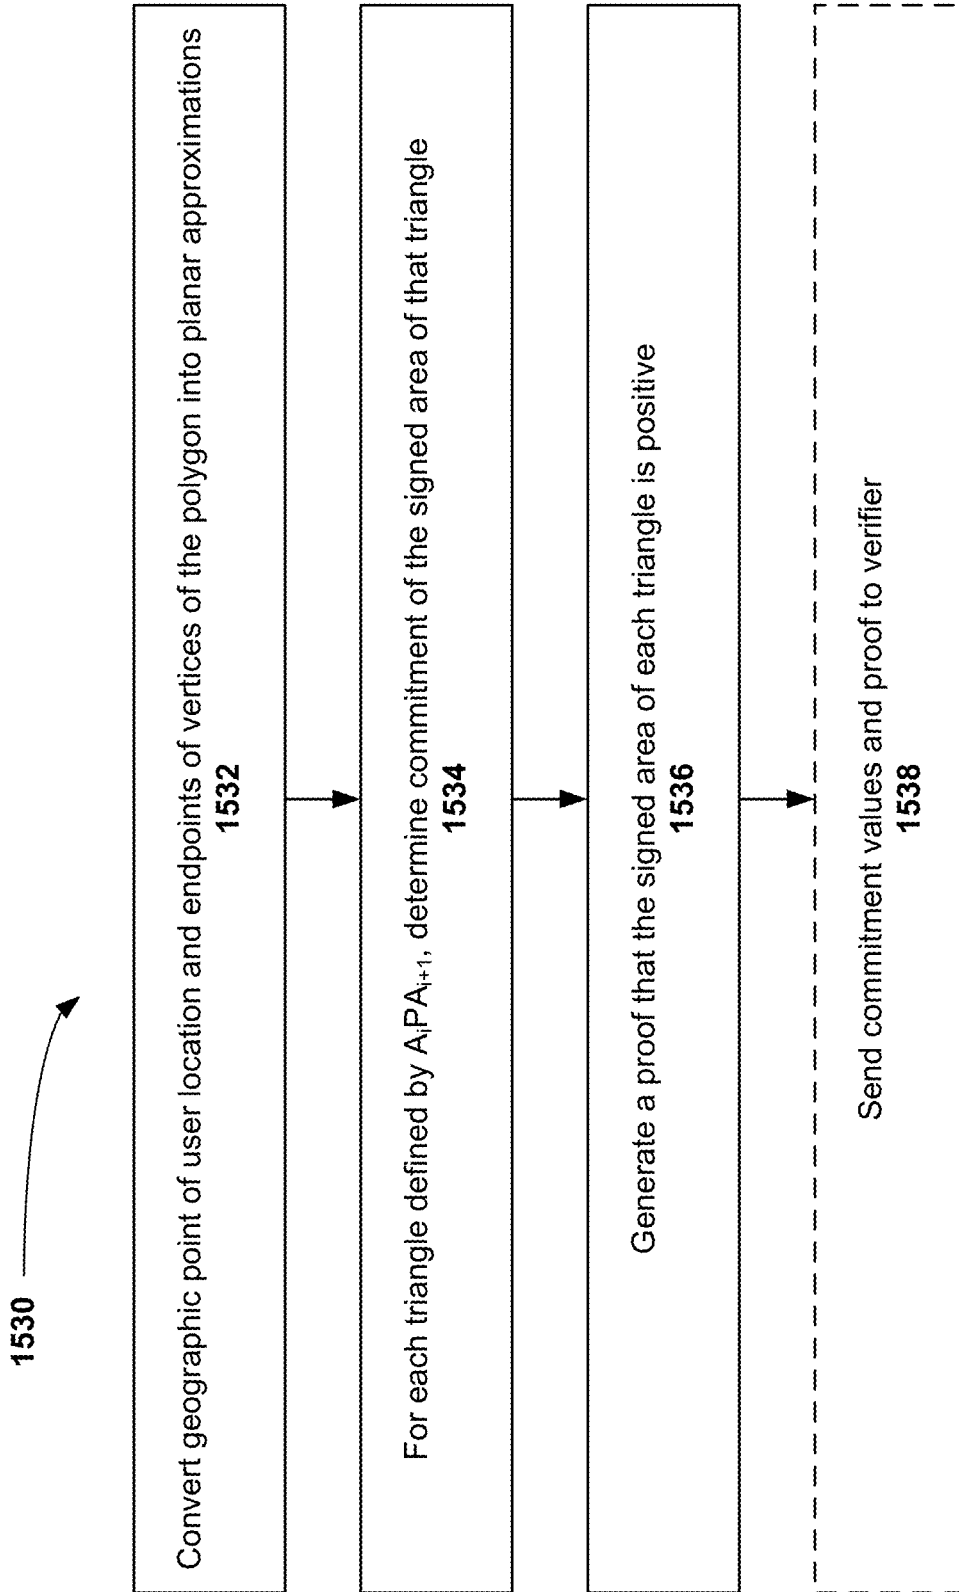 1530
Convert geographic point of user location and endpoints of vertices of the polygon into planar approximations
1532
For each triangle defined by AᵢPAᵢ₊₁, determine commitment of the signed area of that triangle
1534
Generate a proof that the signed area of each triangle is positive
1536
Send commitment values and proof to verifier
1538